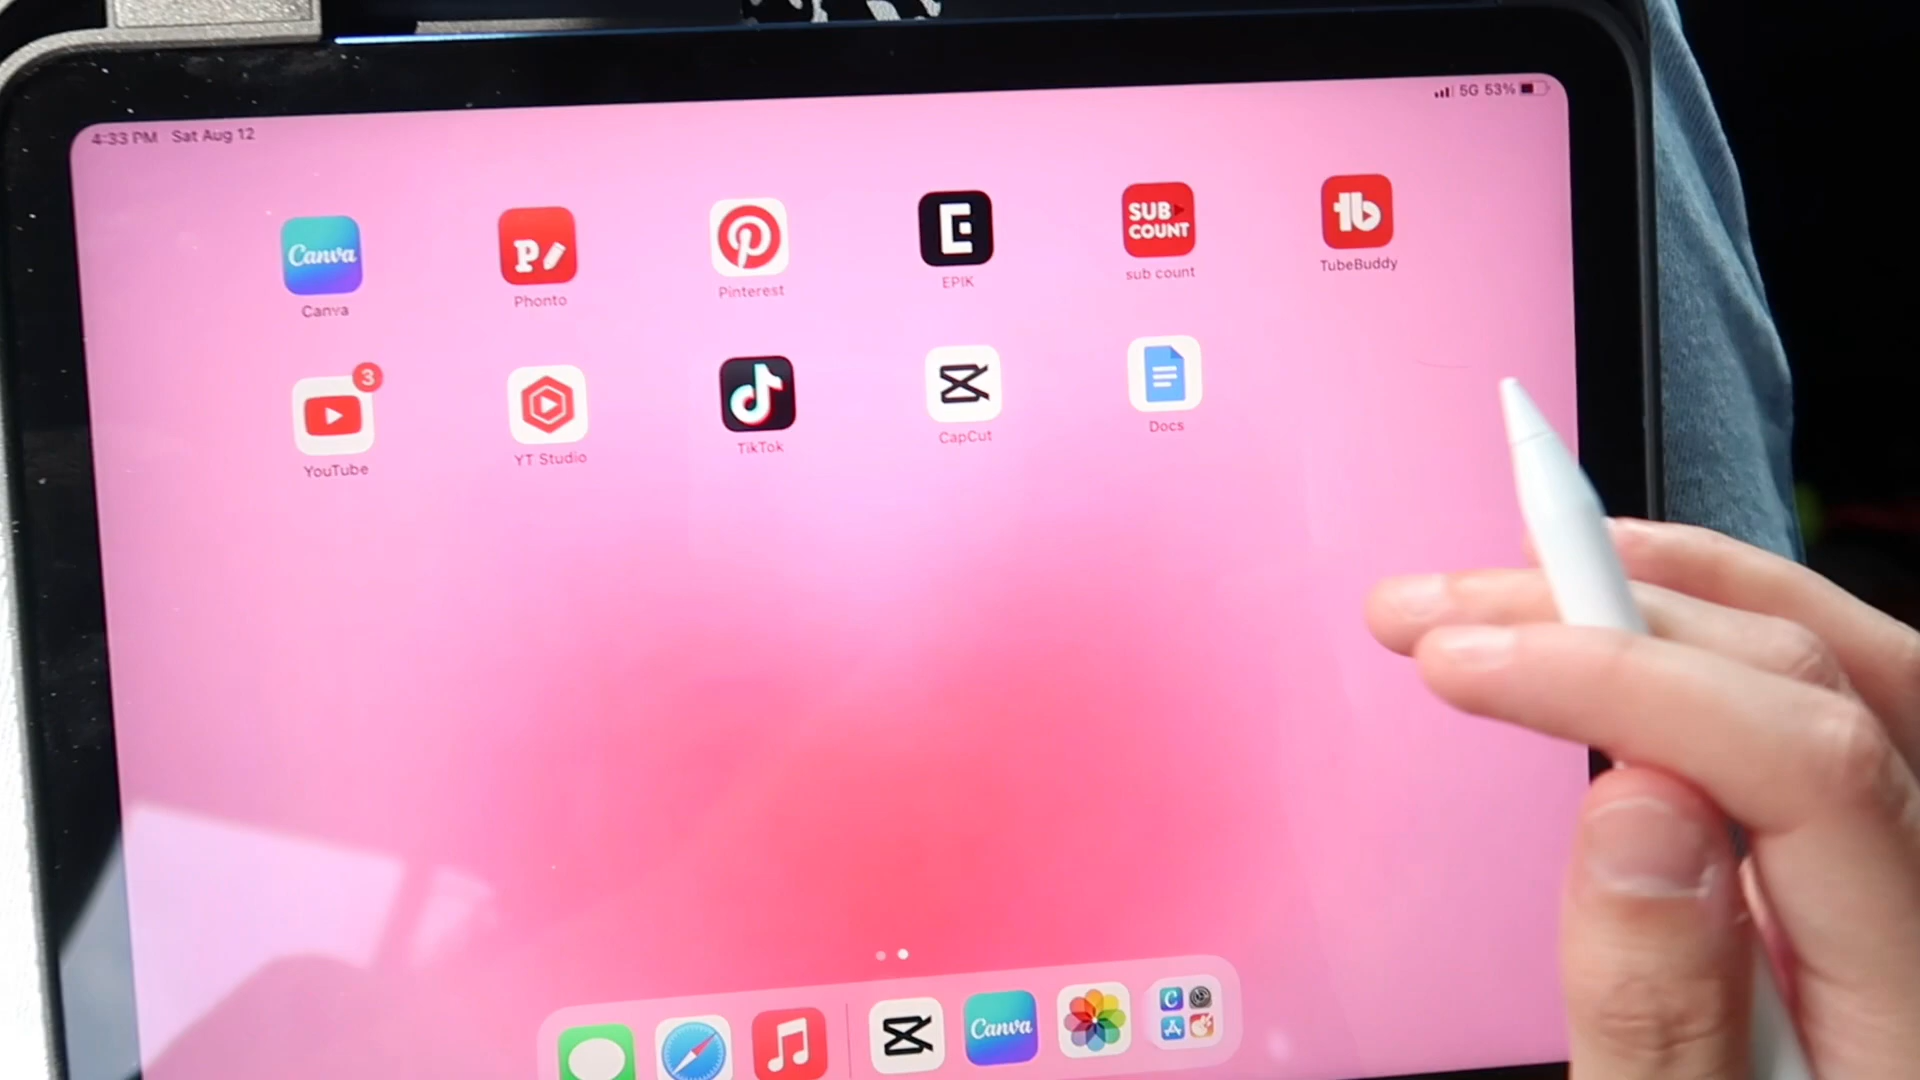 4:33 PM Sat Aug 12
5G 53%
Canva
SUB
COUNT
Canva
Phonto
Pinterest
EPIK
sub count
TubeBuddy
3
YouTube
YT Studio
TikTok
CapCut
Docs
Canva